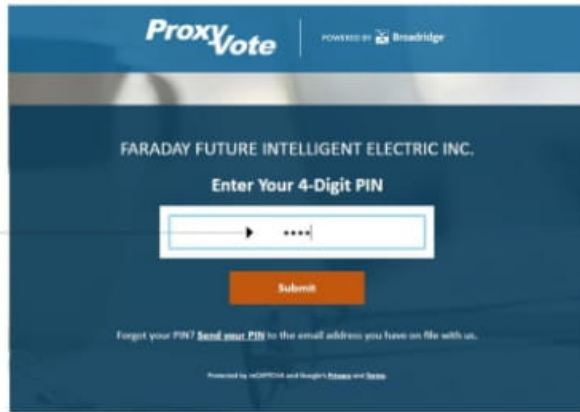 ProxyVote POWERED BY Broadridge
FARADAY FUTURE INTELLIGENT ELECTRIC INC.
Enter Your 4-Digit PIN
••••
Submit
Forgot your PIN? Send your PIN to the email address you have on file with us.
Protected by reCAPTCHA and Google's Privacy and Terms.